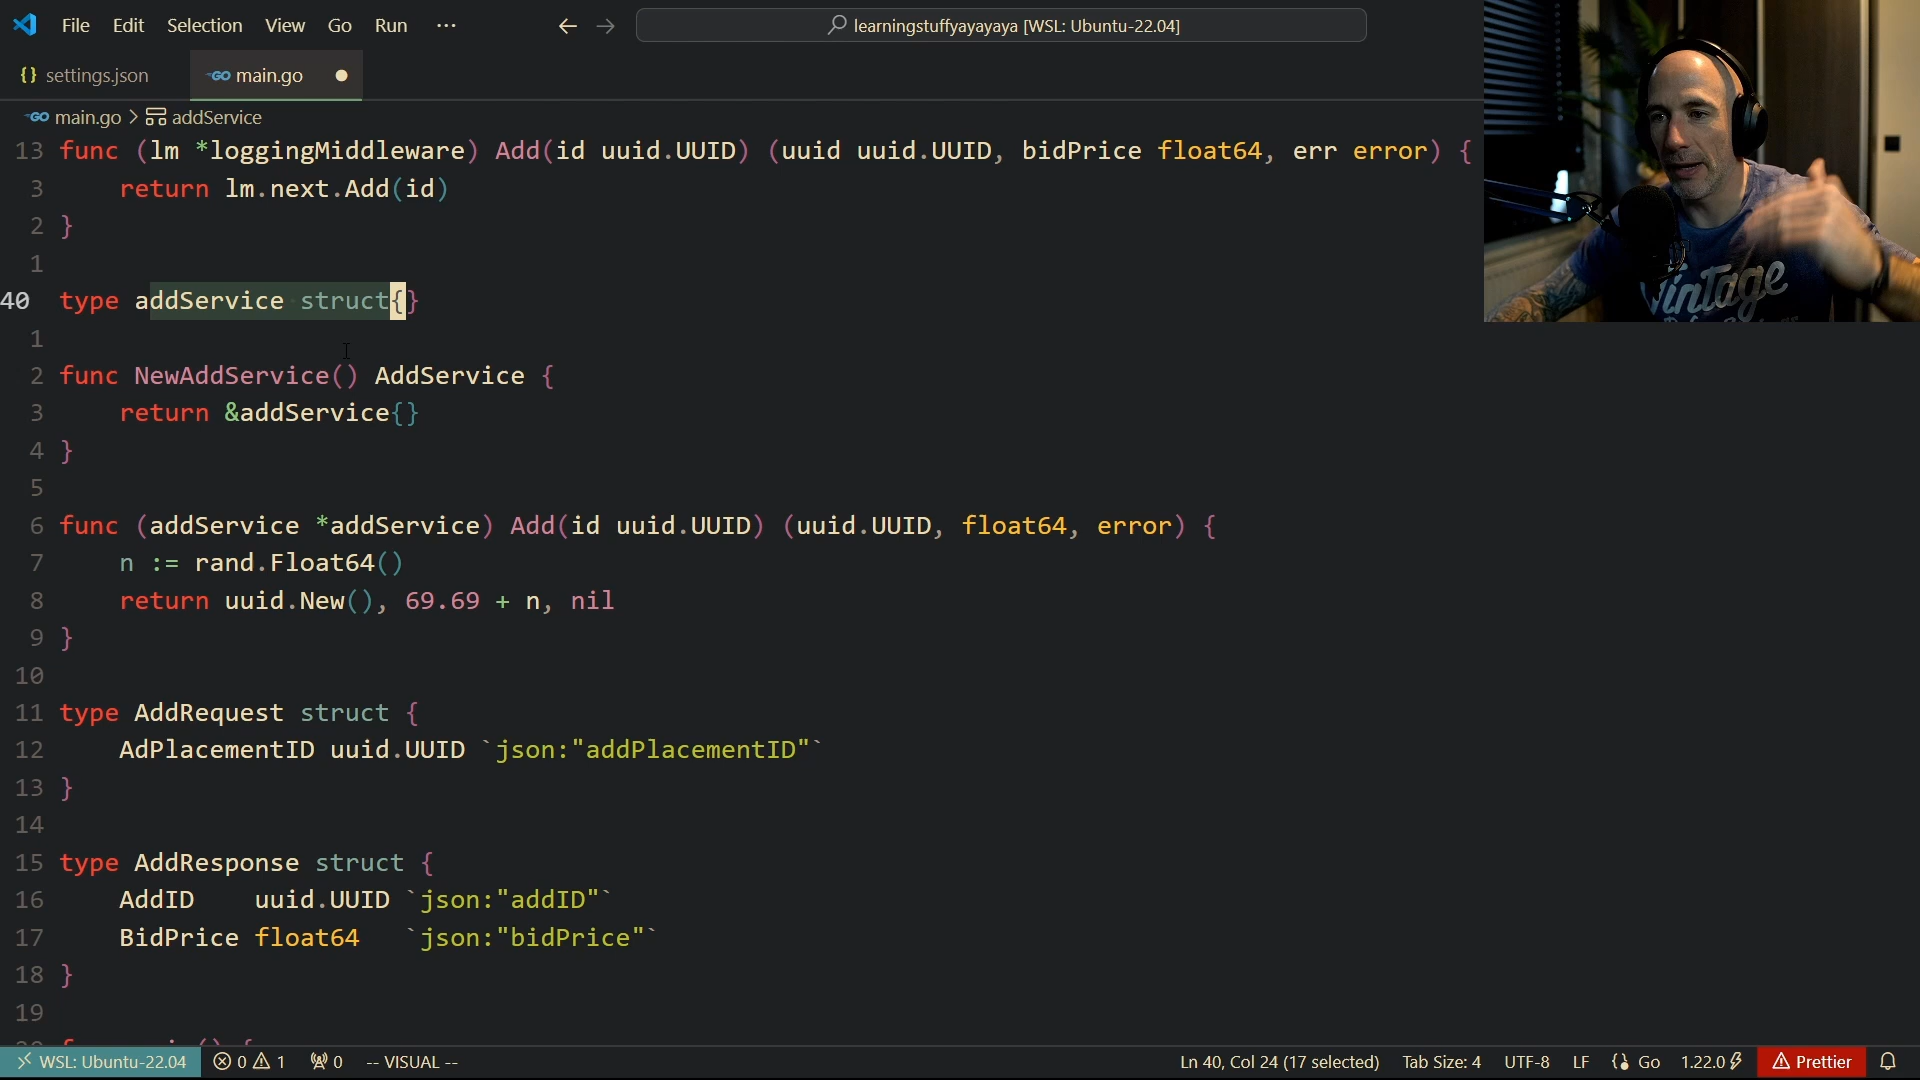 File Edit Selection View Go Run ···
learningstuffyayayaya [WSL: Ubuntu-22.04]
{} settings.json
GO main.go
GO main.go > addService
13 func (lm *loggingMiddleware) Add(id uuid.UUID) (uuid uuid.UUID, bidPrice float64, err error) {
3 return lm.next.Add(id)
2 }
1
40 type addService struct{}
1
2 func NewAddService() AddService {
3 return &addService{}
4 }
5
6 func (addService *addService) Add(id uuid.UUID) (uuid.UUID, float64, error) {
7 n := rand.Float64()
8 return uuid.New(), 69.69 + n, nil
9 }
10
11 type AddRequest struct {
12 AdPlacementID uuid.UUID `json:"addPlacementID"`
13 }
14
15 type AddResponse struct {
16 AddID uuid.UUID `json:"addID"`
17 BidPrice float64 `json:"bidPrice"`
18 }
19
WSL: Ubuntu-22.04 0 1 0 -- VISUAL -- Ln 40, Col 24 (17 selected) Tab Size: 4 UTF-8 LF {} Go 1.22.0 Prettier
Vintage